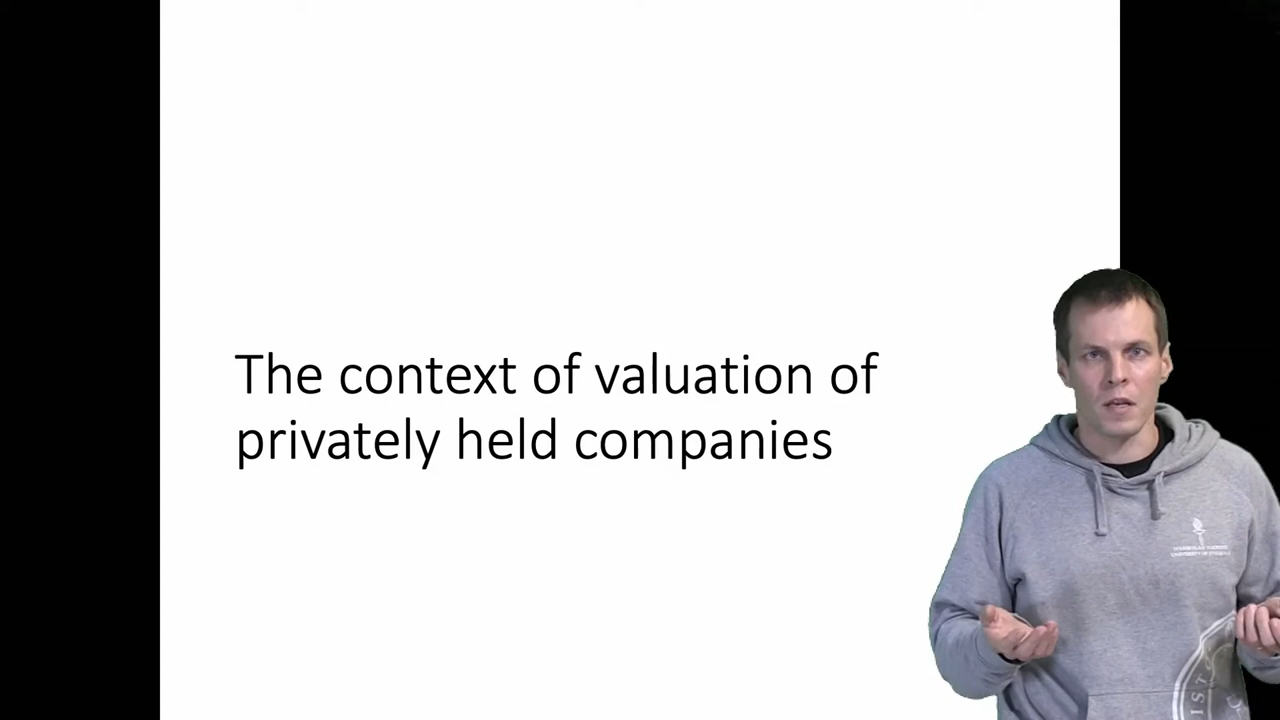 The context of valuation of
privately held companies